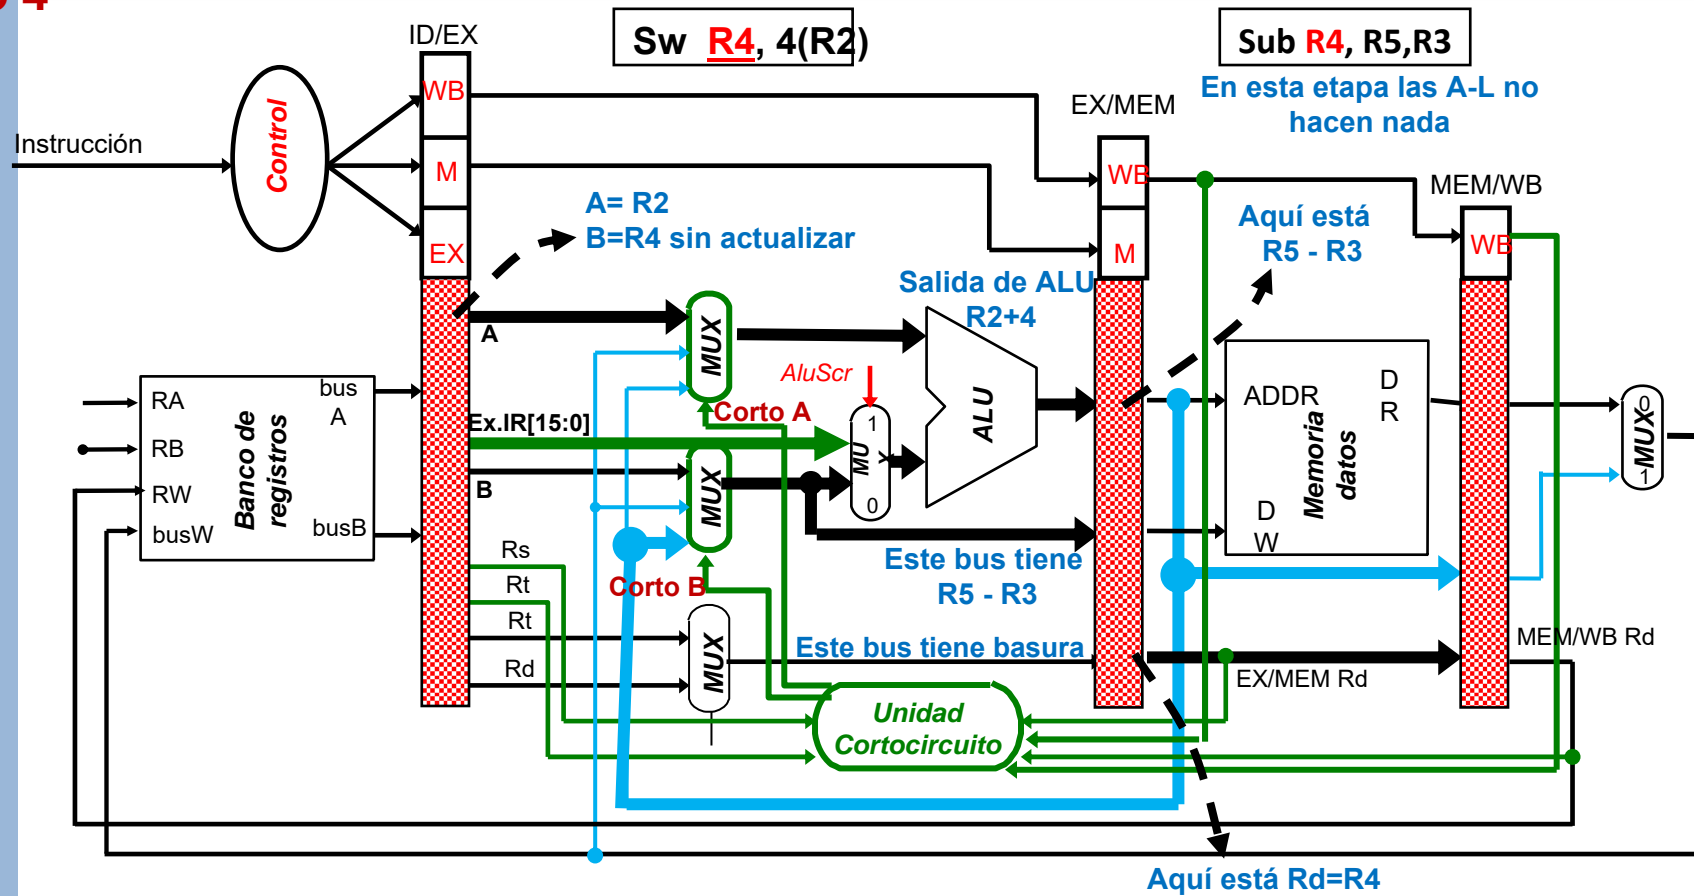 4
ID/EX
Sw R4, 4(R2)
Sub R4, R5,R3
En esta etapa las A-L no
hacen nada
EX/MEM
MEM/WB
Instrucción
Control
WB
M
EX
A= R2
B=R4 sin actualizar
WB
M
Aquí está
R5 - R3
WB
Salida de ALU
R2+4
A
MUX
AluScr
Corto A
Ex.IR[15:0]
B
MUX
1
MU
X
0
ALU
RA
RB
RW
busW
Banco de
registros
bus
A
busB
ADDR
D
R
D
W
Memoria
datos
0
MUX
1
Rs
Rt
Rt
Rd
Corto B
MUX
Este bus tiene
R5 - R3
Este bus tiene basura
EX/MEM Rd
MEM/WB Rd
Unidad
Cortocircuito
Aquí está Rd=R4